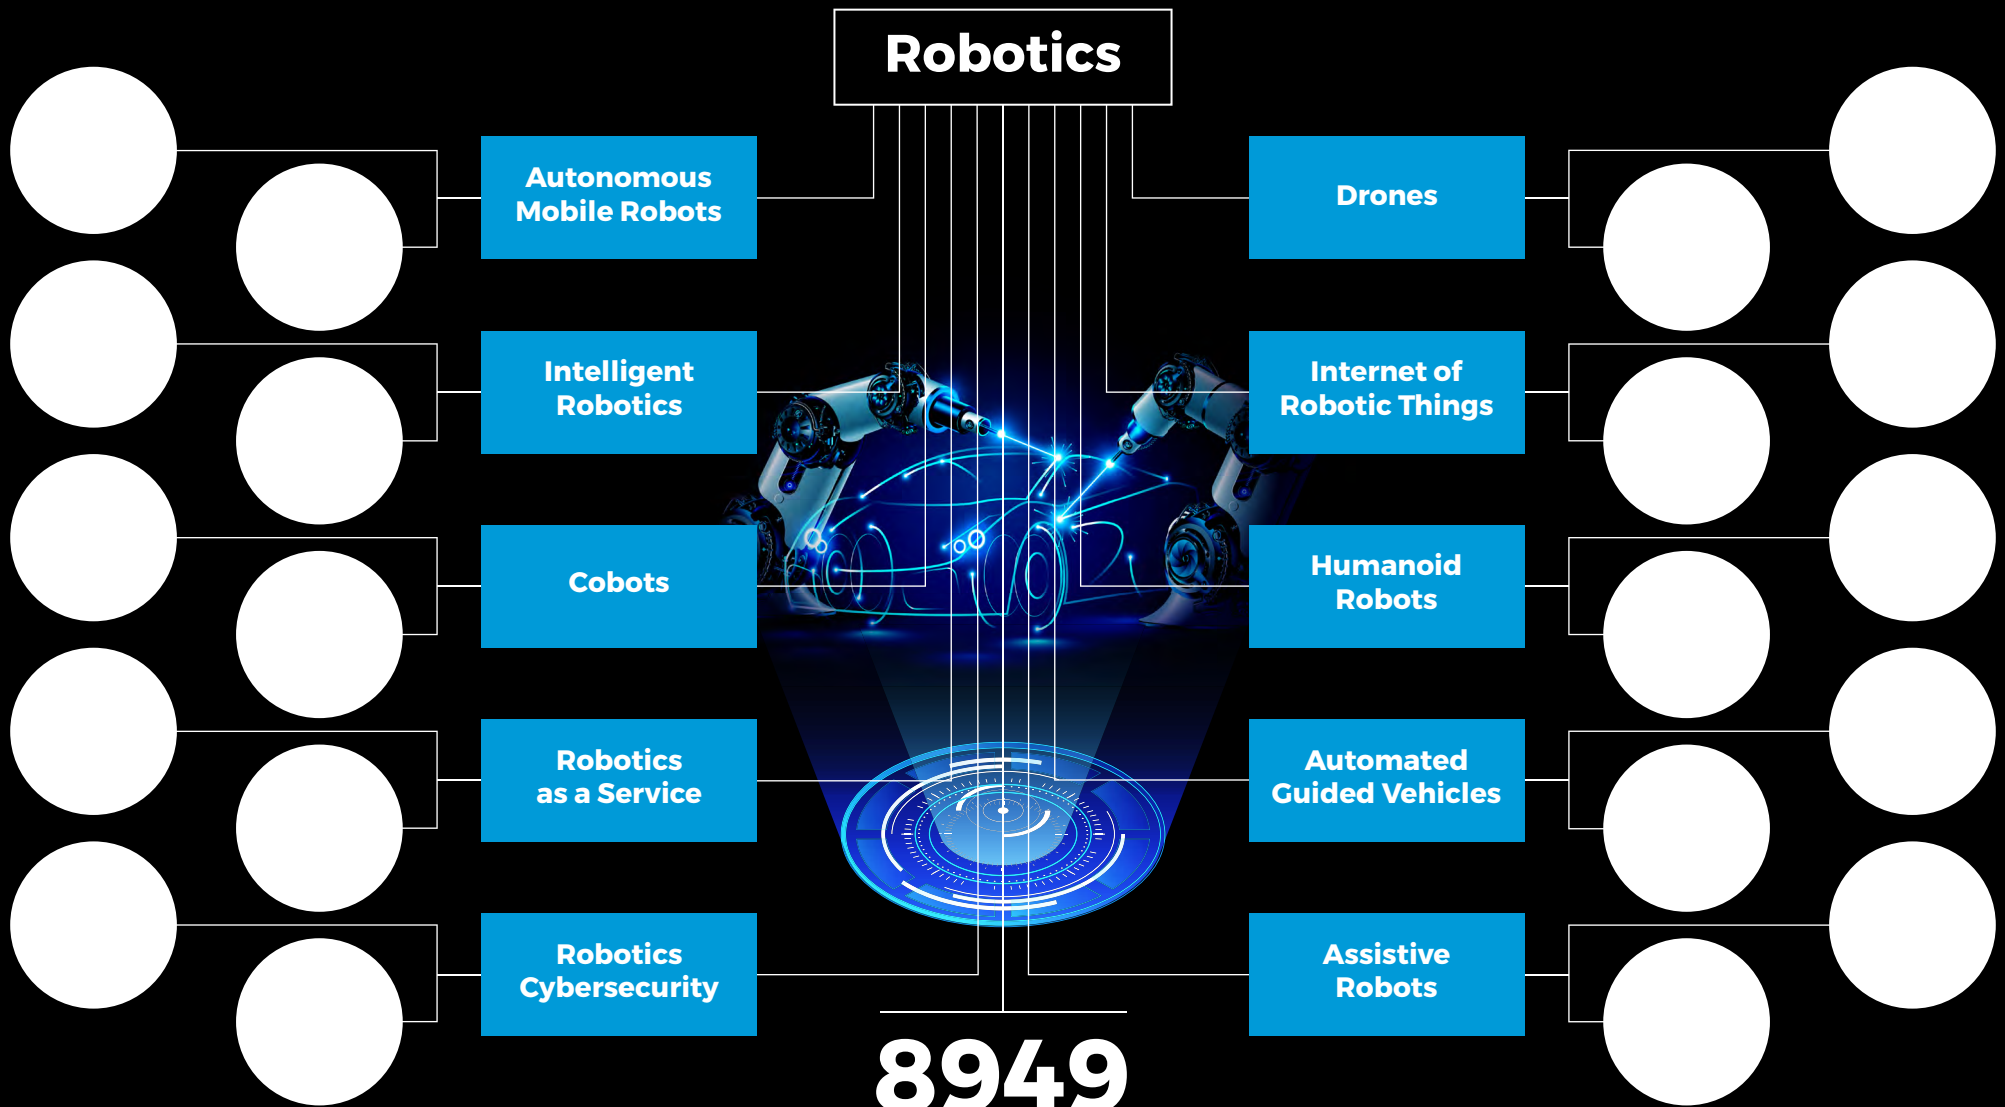 Robotics
Autonomous
Mobile Robots
Drones
Intelligent
Robotics
Internet of
Robotic Things
Cobots
Humanoid
Robots
Robotics
as a Service
Automated
Guided Vehicles
Robotics
Cybersecurity
Assistive
Robots
8949